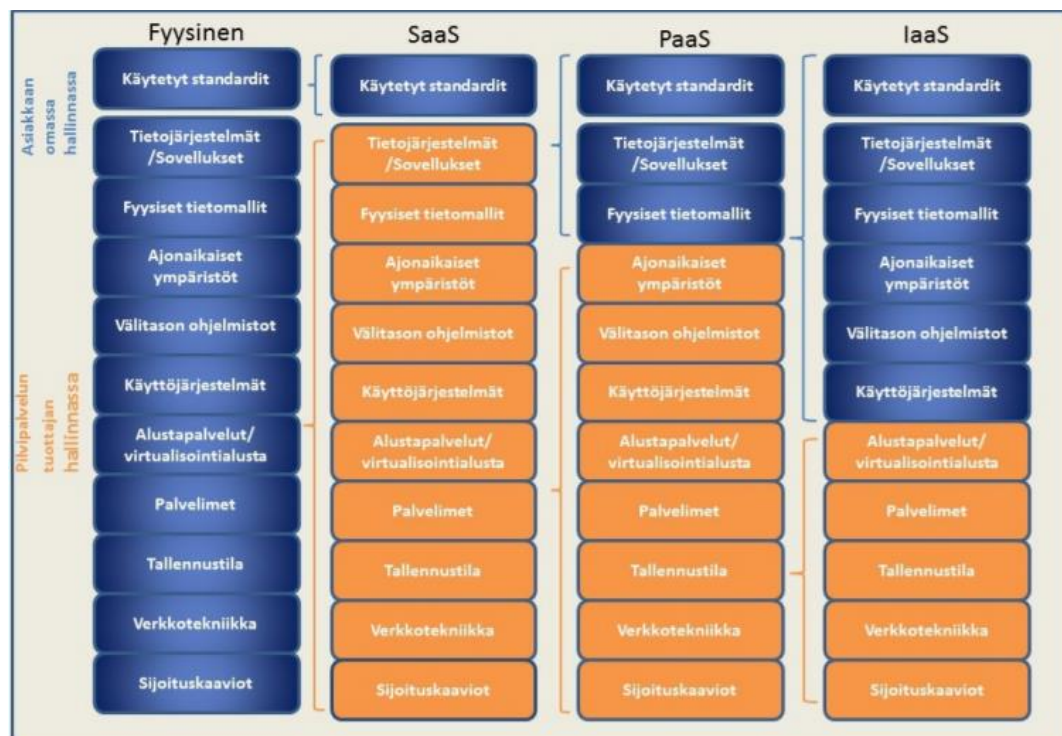 Fyysinen
SaaS
PaaS
IaaS
Asiakkaan
omassa
hallinnassa
Pilvipalvelun
tuottajan
hallinnassa
Käytetyt standardit
Tietojärjestelmät
/Sovellukset
Fyysiset tietomallit
Ajonaikaiset
ympäristöt
Välitason ohjelmistot
Käyttöjärjestelmät
Alustapalvelut/
virtualisointialusta
Palvelimet
Tallennustila
Verkkotekniikka
Sijoituskaaviot
Käytetyt standardit
Tietojärjestelmät
/Sovellukset
Fyysiset tietomallit
Ajonaikaiset
ympäristöt
Välitason ohjelmistot
Käyttöjärjestelmät
Alustapalvelut/
virtualisointialusta
Palvelimet
Tallennustila
Verkkotekniikka
Sijoituskaaviot
Käytetyt standardit
Tietojärjestelmät
/Sovellukset
Fyysiset tietomallit
Ajonaikaiset
ympäristöt
Välitason ohjelmistot
Käyttöjärjestelmät
Alustapalvelut/
virtualisointialusta
Palvelimet
Tallennustila
Verkkotekniikka
Sijoituskaaviot
Käytetyt standardit
Tietojärjestelmät
/Sovellukset
Fyysiset tietomallit
Ajonaikaiset
ympäristöt
Välitason ohjelmistot
Käyttöjärjestelmät
Alustapalvelut/
virtualisointialusta
Palvelimet
Tallennustila
Verkkotekniikka
Sijoituskaaviot